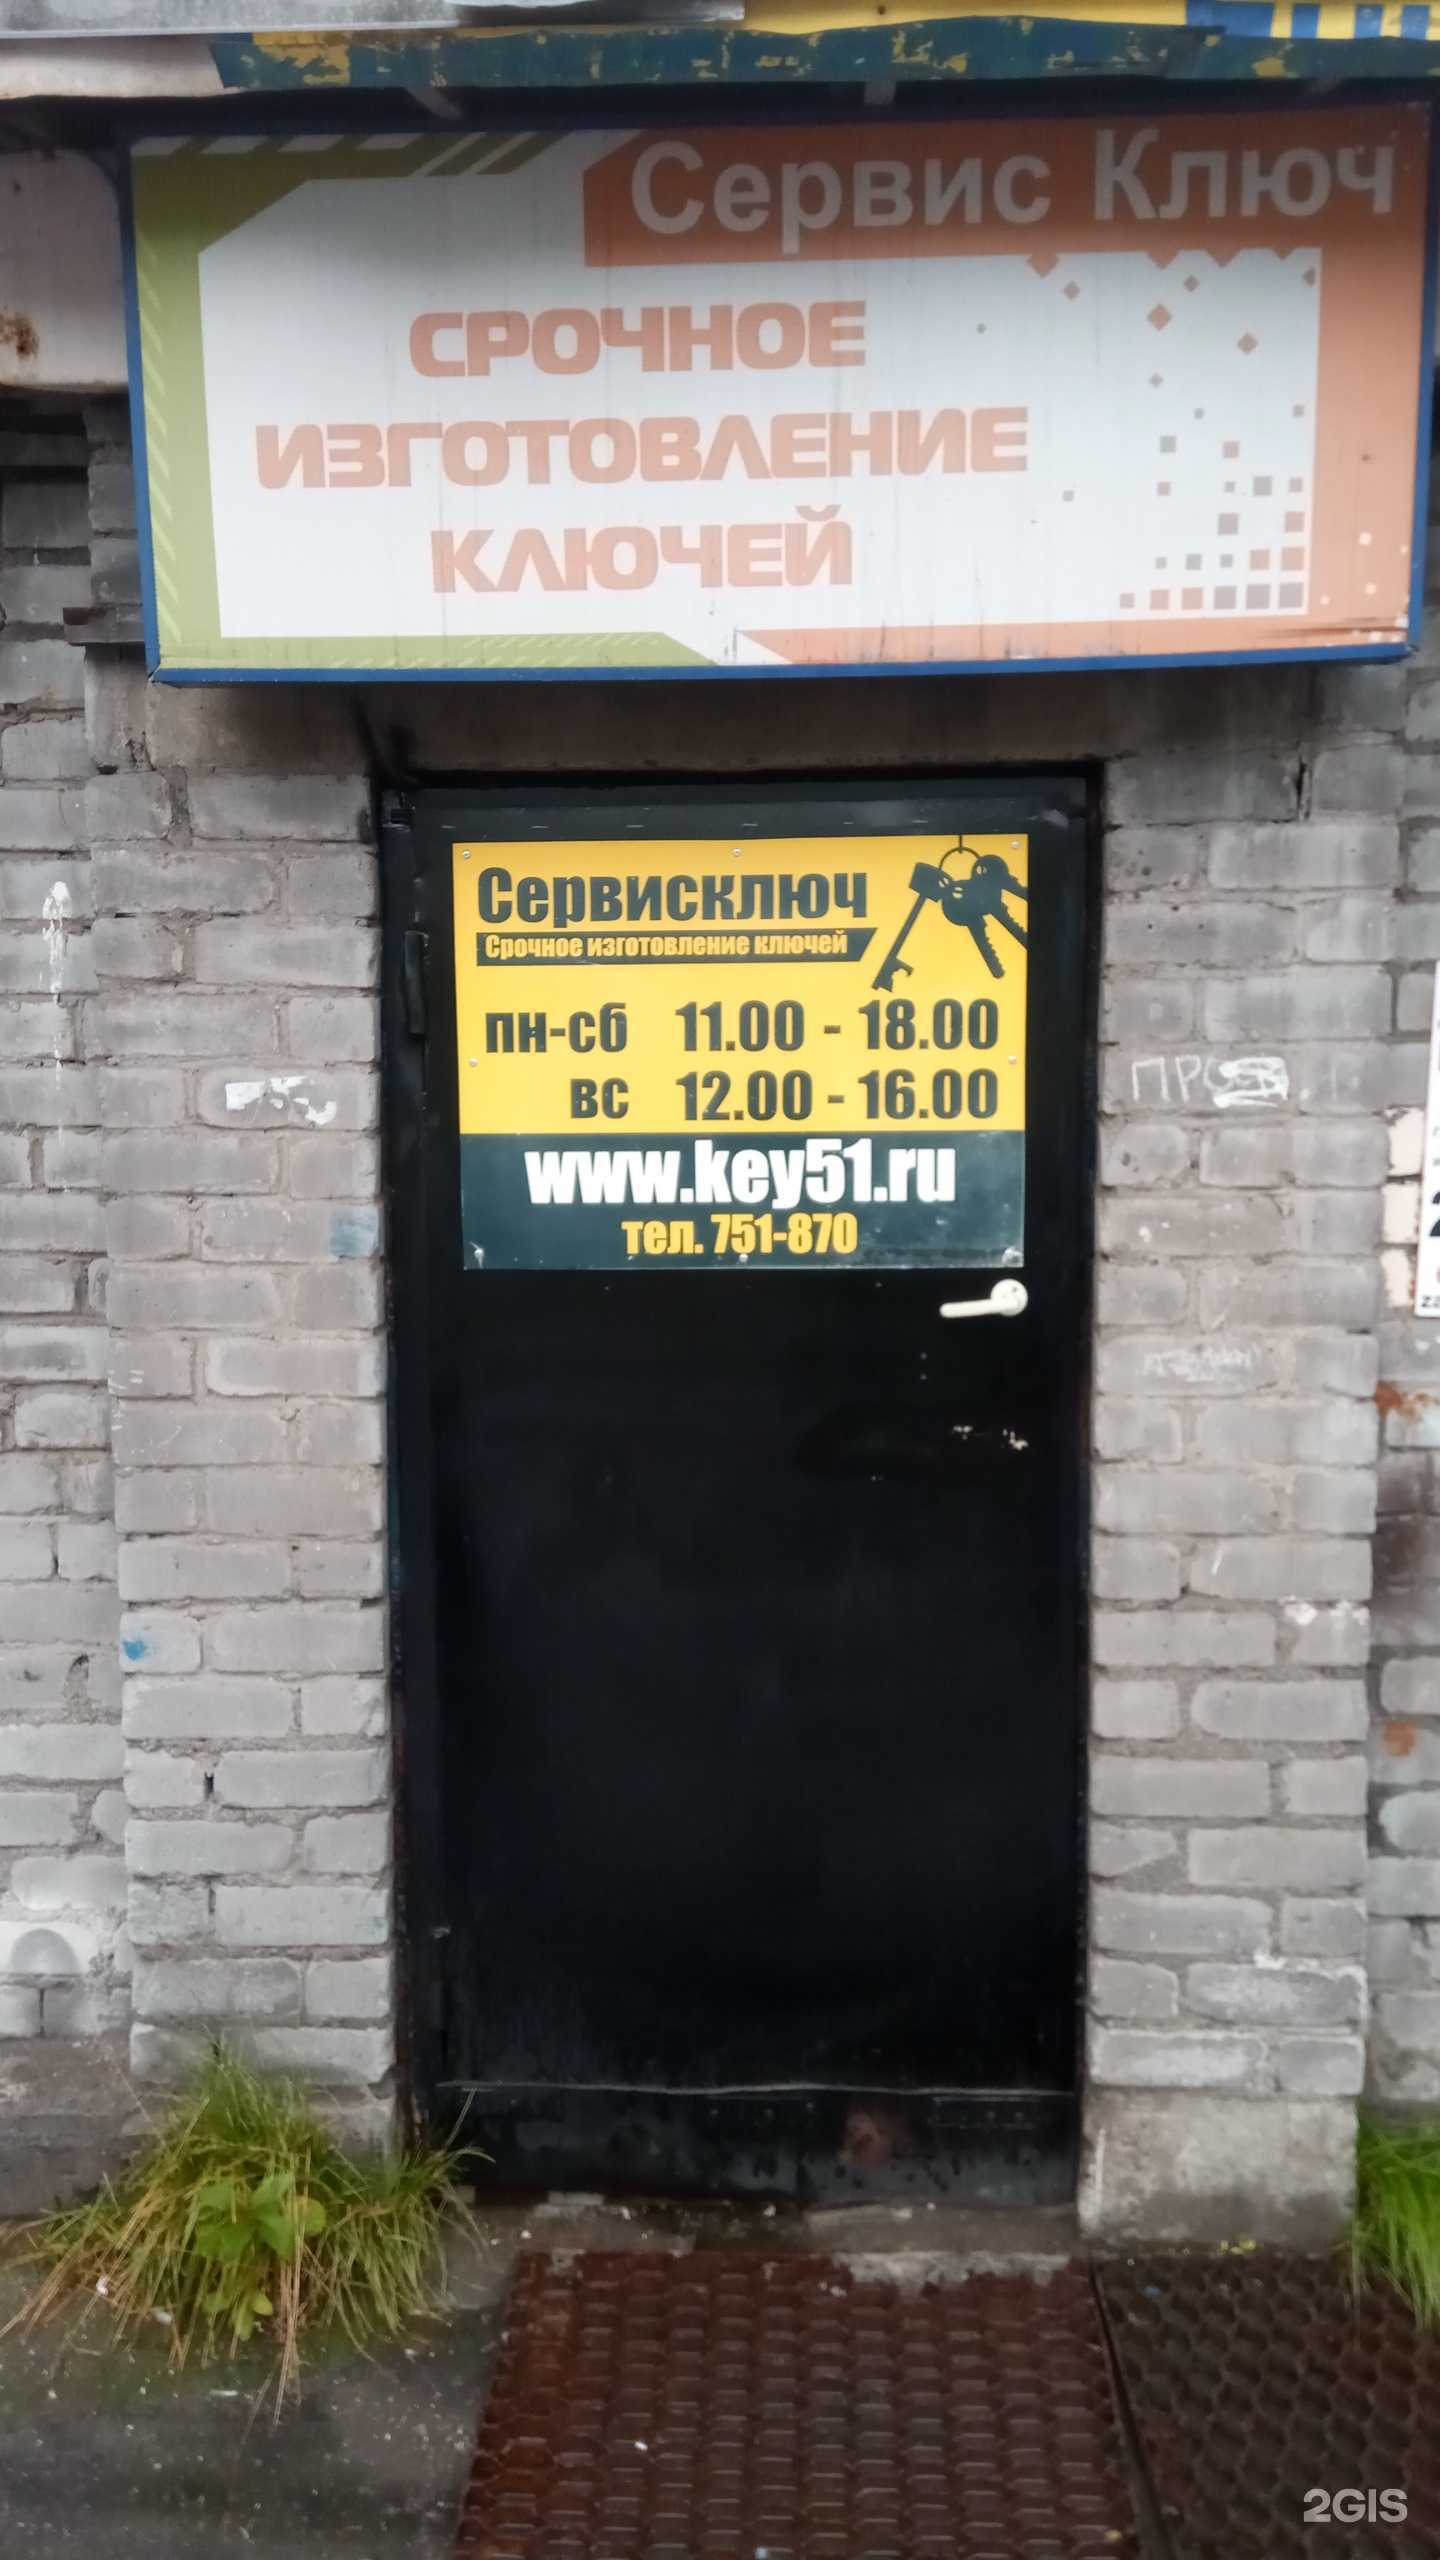 Сервис Ключ
СРОЧНОЕ
ИЗГОТОВЛЕНИЕ
КЛЮЧЕЙ
Сервисключ
Срочное изготовление ключей
пн-сб 11.00 - 18.00
вс 12.00 - 16.00
www.key51.ru
тел. 751-870
2GIS